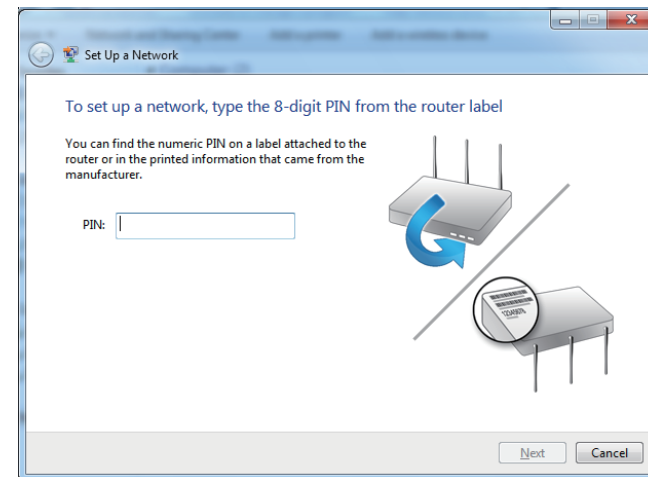 Set Up a Network
To set up a network, type the 8-digit PIN from the router label
You can find the numeric PIN on a label attached to the
router or in the printed information that came from the
manufacturer.
PIN:
12345678
Next
Cancel